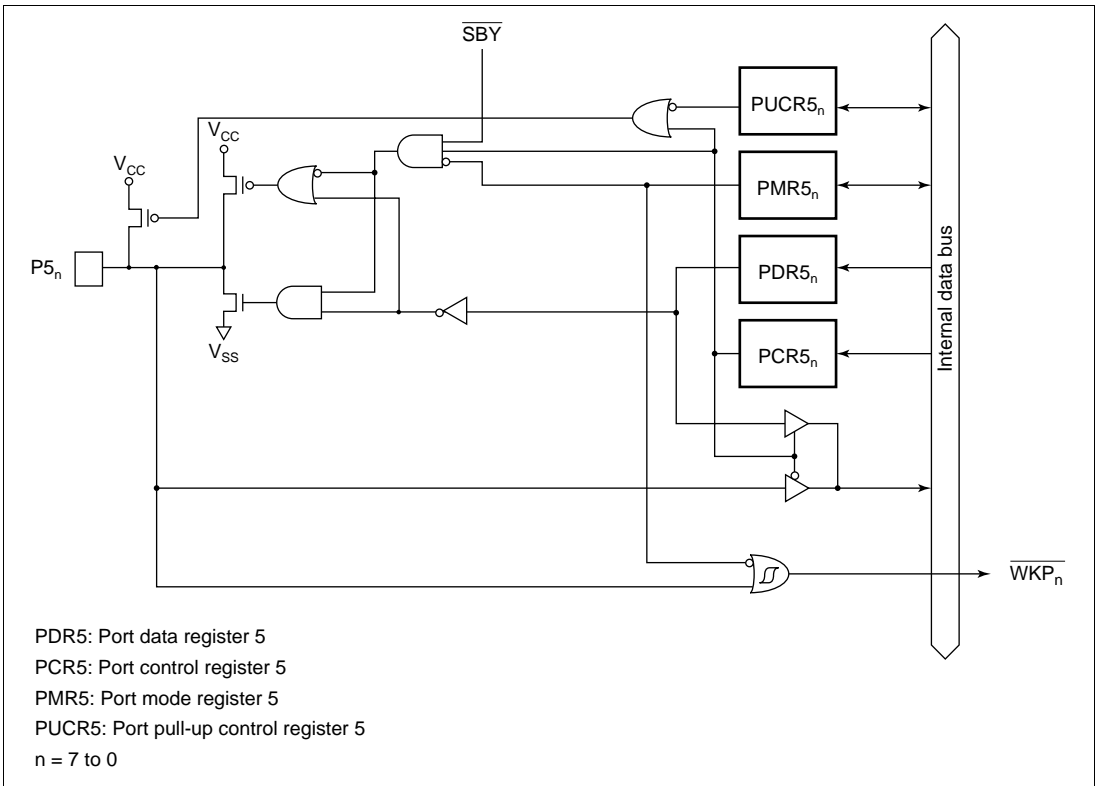 SBY
PUCR5n
VCC
VCC
PMR5n
P5n
PDR5n
VSS
PCR5n
Internal data bus
WKPn
PDR5: Port data register 5
PCR5: Port control register 5
PMR5: Port mode register 5
PUCR5: Port pull-up control register 5
n = 7 to 0